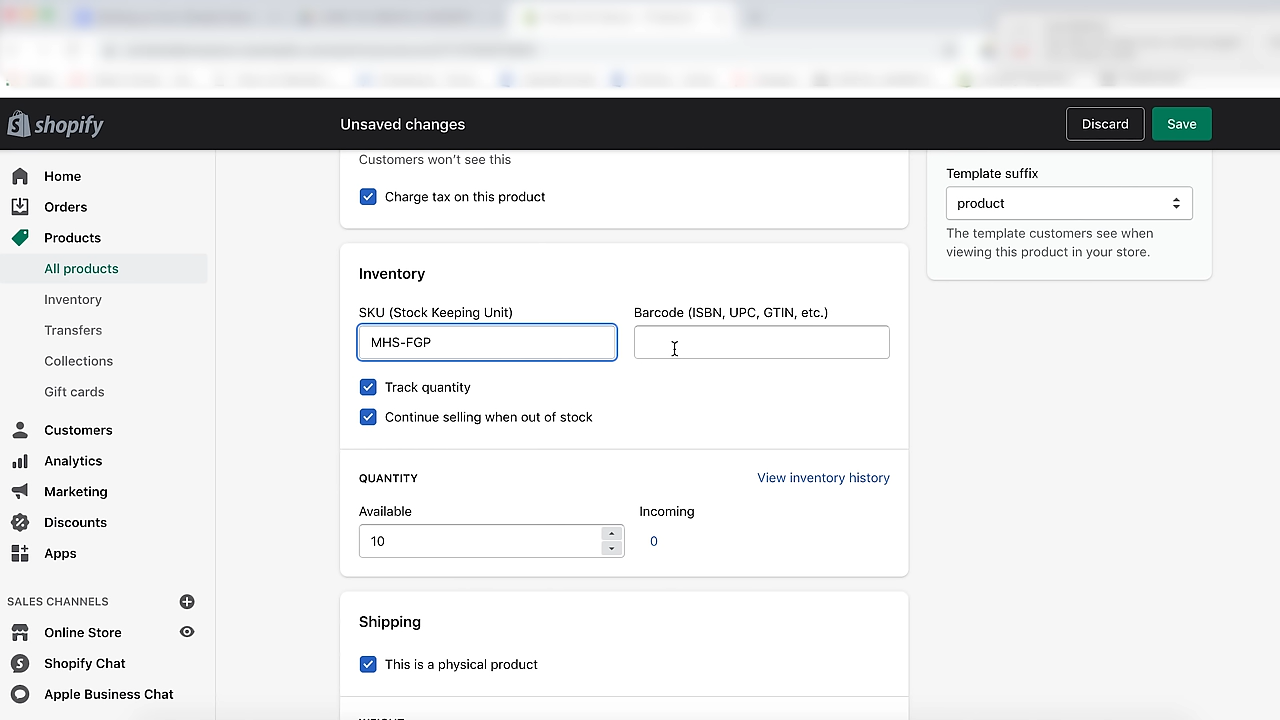 shopify
Unsaved changes
Discard
Save
Home
Orders
Products
All products
Inventory
Transfers
Collections
Gift cards
Customers
Analytics
Marketing
Discounts
Apps
SALES CHANNELS
Online Store
Shopify Chat
Apple Business Chat
Customers won't see this
Charge tax on this product
Inventory
SKU (Stock Keeping Unit)
Barcode (ISBN, UPC, GTIN, etc.)
MHS-FGP
Track quantity
Continue selling when out of stock
QUANTITY
View inventory history
Available
Incoming
10
0
Shipping
This is a physical product
Template suffix
product
The template customers see when
viewing this product in your store.